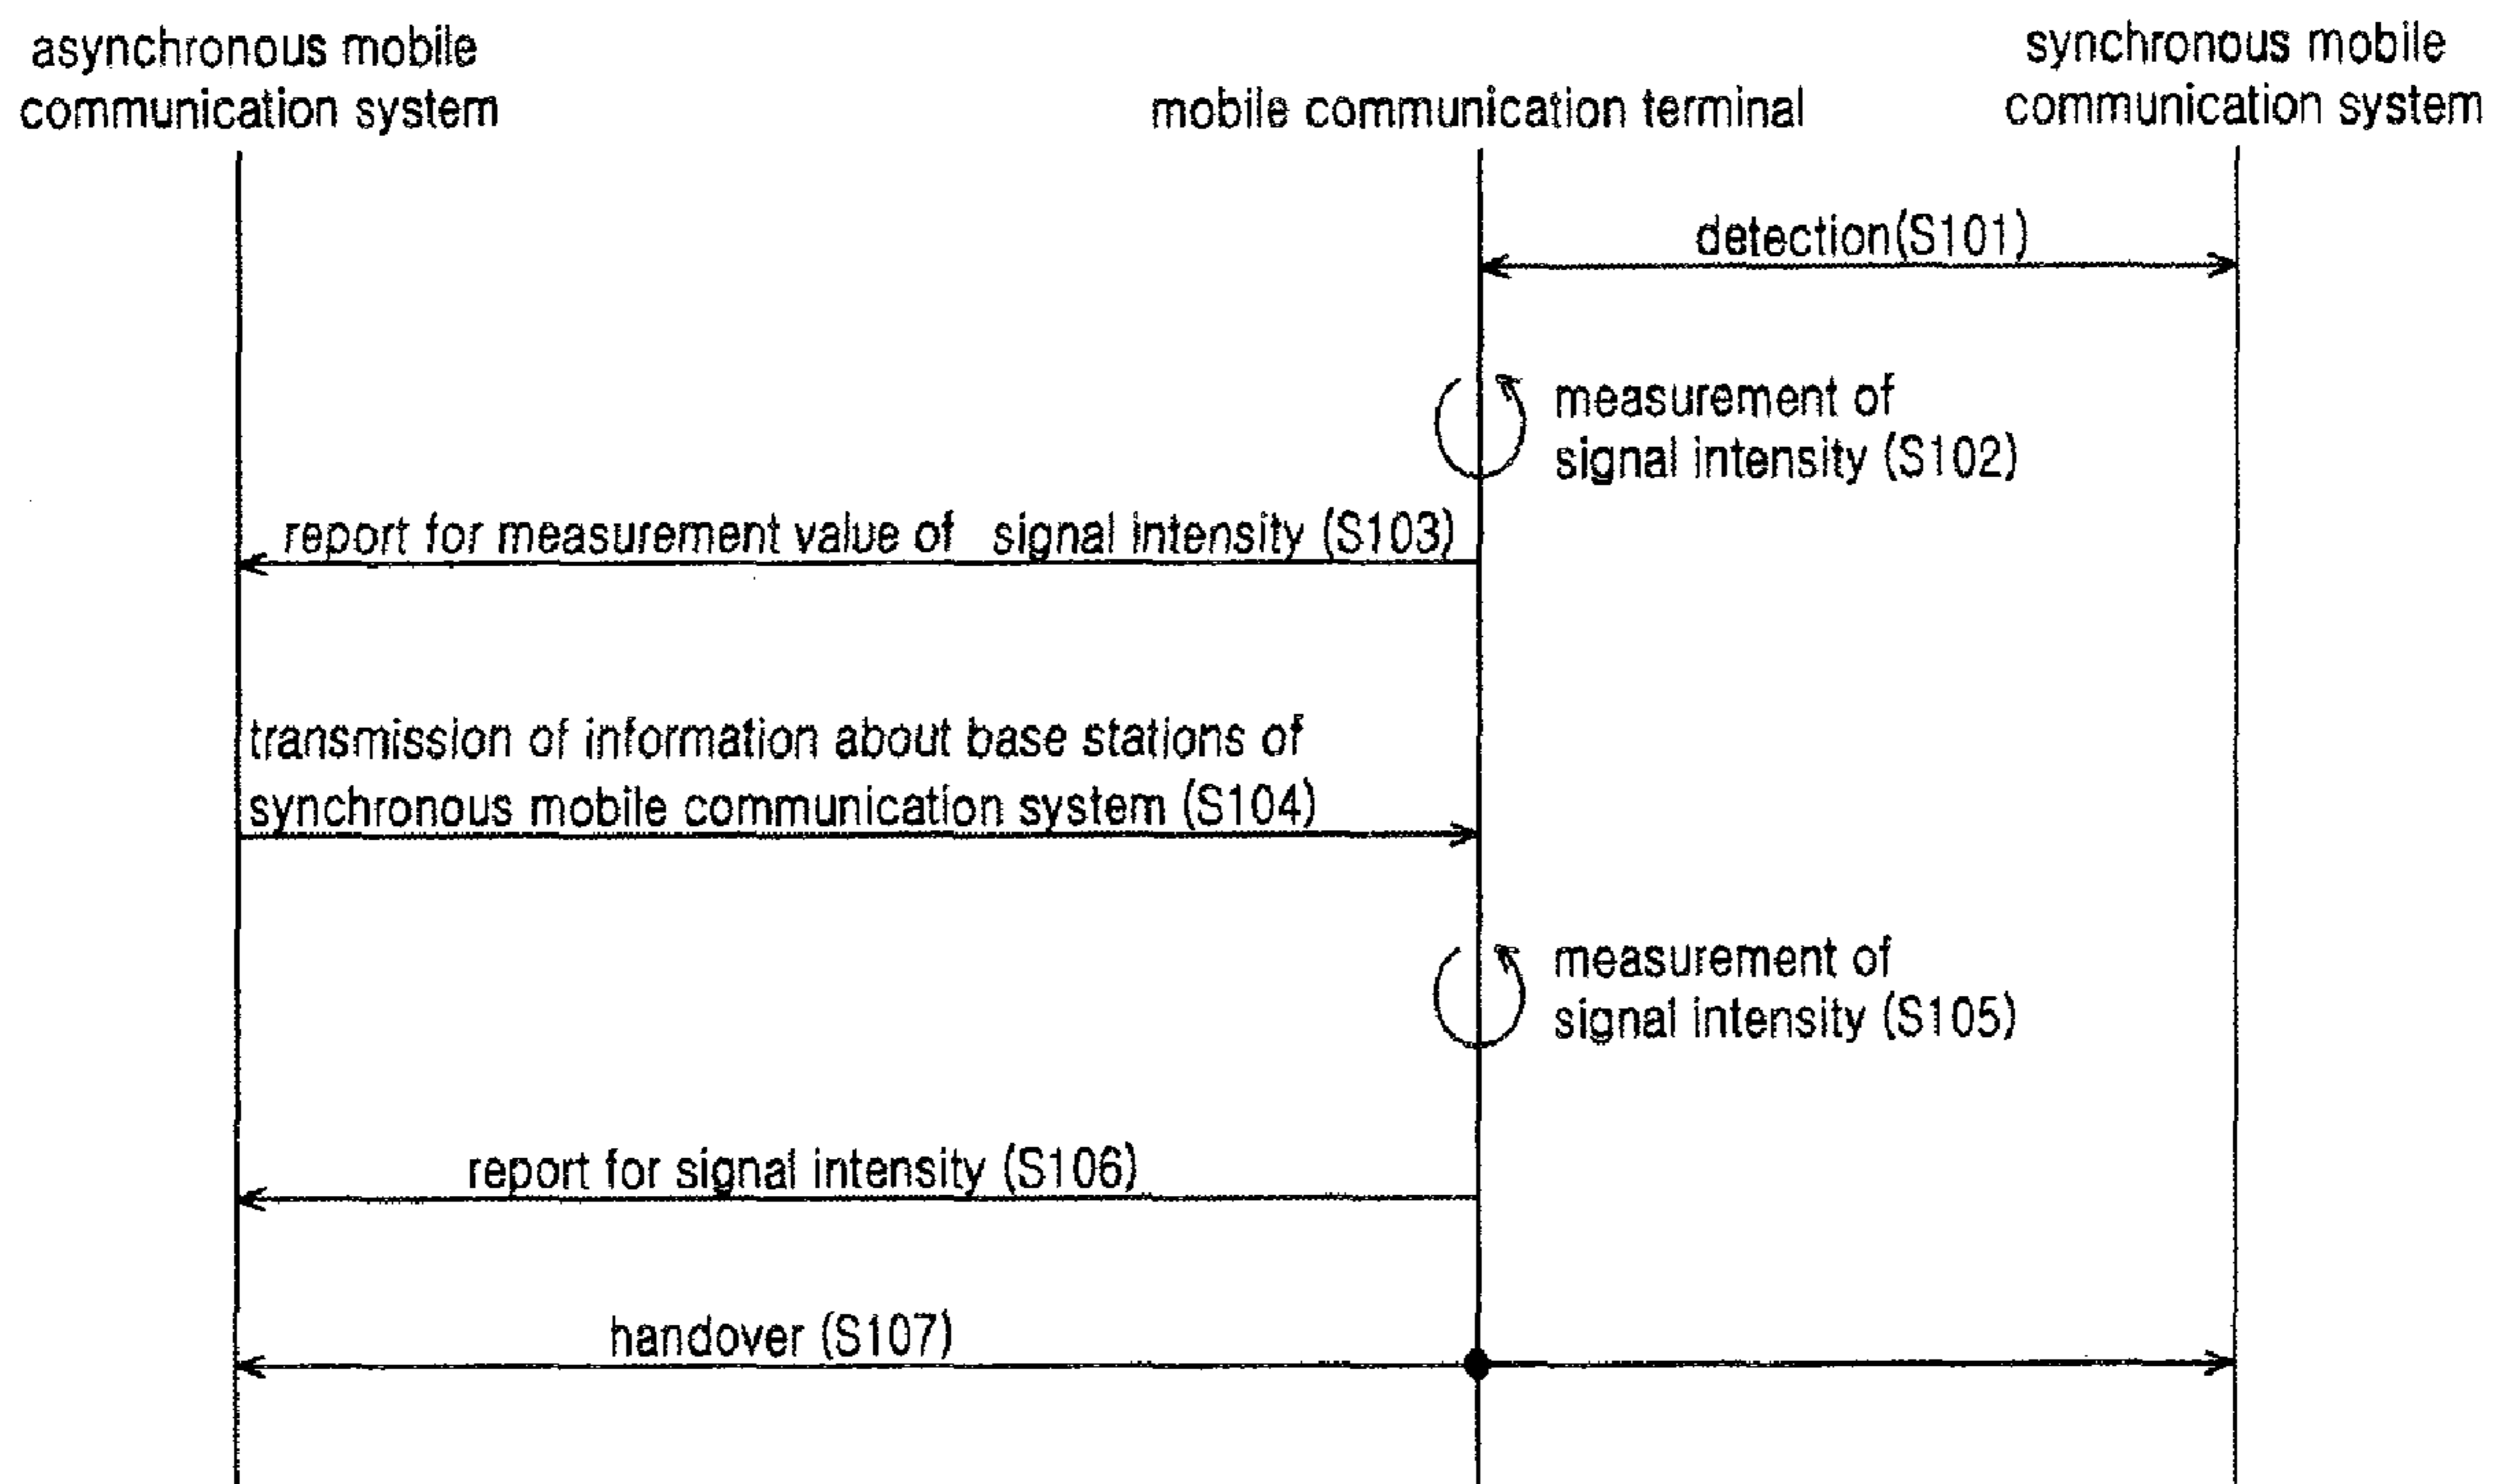 asynchronous mobile
communication system
mobile communication terminal
synchronous mobile
communication system
detection(S101)
measurement of
signal intensity (S102)
report for measurement value of signal intensity (S103)
transmission of information about base stations of
synchronous mobile communication system (S104)
measurement of
signal intensity (S105)
report for signal intensity (S106)
handover (S107)